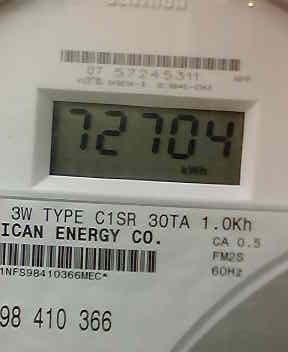 07 57245311
72704
kWh
3W TYPE C1SR 30TA 1.0Kh
ICAN ENERGY CO.
CA 0.5
FM2S
60Hz
1NFS98410366MEC*
98 410 366